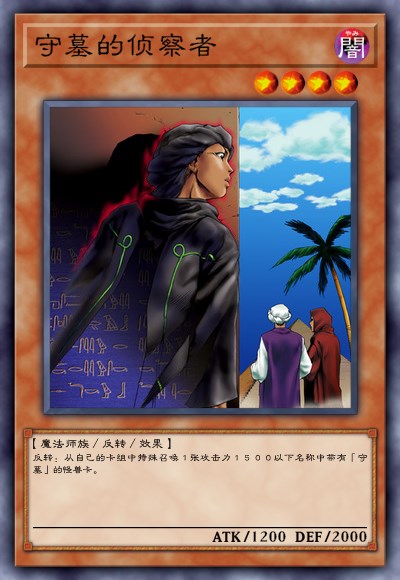 守墓的侦察者
やみ
闇
【魔法师族／反转／效果】
反转：从自己的卡组中特殊召唤１张攻击力１５００以下名称中带有「守
墓」的怪兽卡。
ATK/1200 DEF/2000